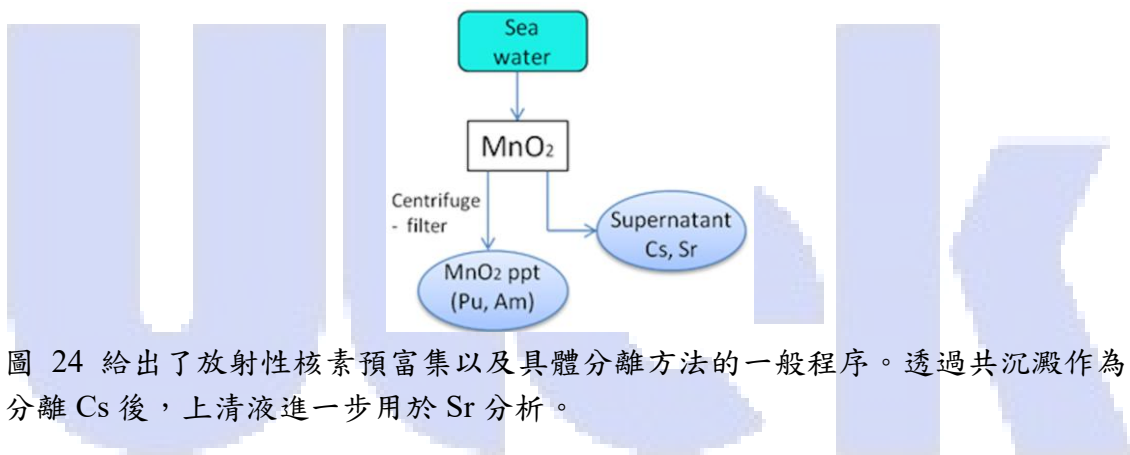 Sea
water
MnO₂
Centrifuge
- filter
Supernatant
Cs, Sr
MnO₂ ppt
(Pu, Am)
圖 24 給出了放射性核素預富集以及具體分離方法的一般程序。透過共沉澱作為
分離 Cs 後，上清液進一步用於 Sr 分析。